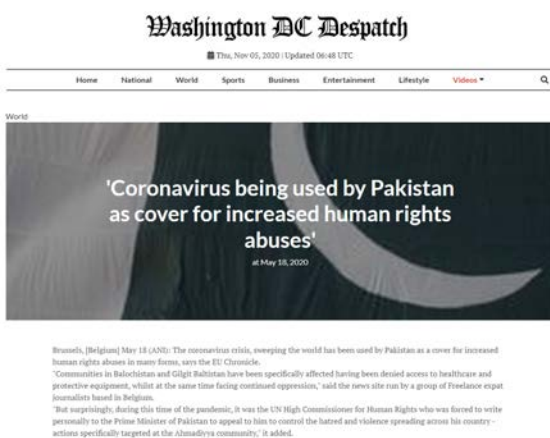 Washington DC Despatch
Thu, Nov 05, 2020 | Updated 06:48 UTC
Home National World Sports Business Entertainment Lifestyle Videos
World
'Coronavirus being used by Pakistan
as cover for increased human rights
abuses'
at May 18, 2020
Brussels, [Belgium] May 18 (ANI): The coronavirus crisis, sweeping the world has been used by Pakistan as a cover for increased
human rights abuses in many forms, says the EU Chronicle.
"Communities in Balochistan and Gilgit Baltistan have been specifically affected having been denied access to healthcare and
protective equipment, whilst at the same time facing continued oppression," said the news site run by a group of Freelance expat
journalists based in Belgium.
"But surprisingly, during this time of the pandemic, it was the UN High Commissioner for Human Rights who was forced to write
personally to the Prime Minister of Pakistan to appeal to him to control the hatred and violence spreading across his country -
actions specifically targeted at the Ahmadiyya community," it added.